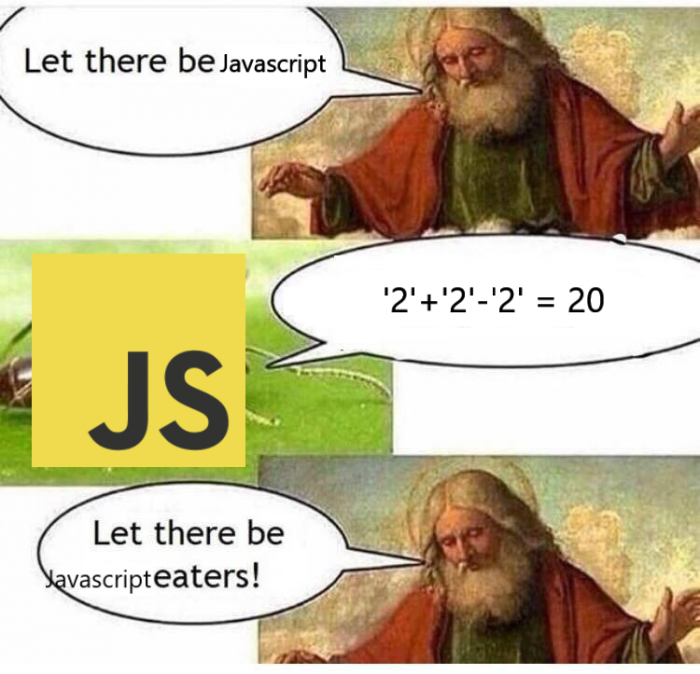 Let there be Javascript
'2'+'2'-'2' = 20
JS
Let there be
Javascripteaters!